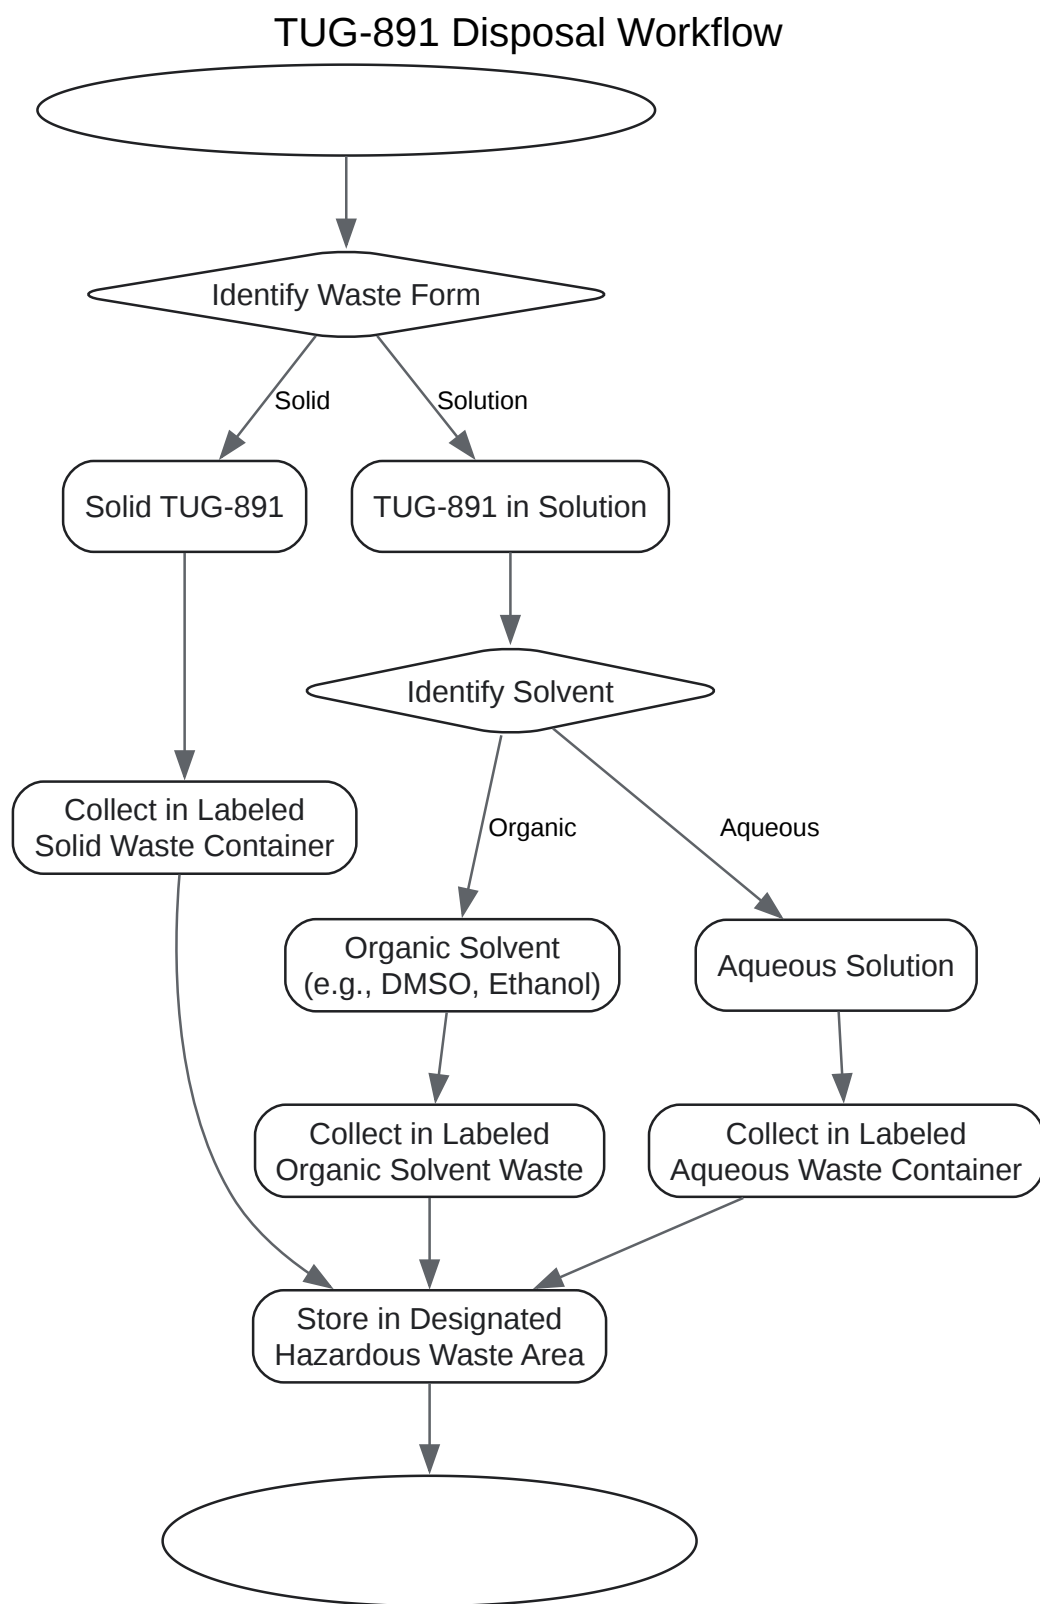 TUG-891 Disposal Workflow
Identify Waste Form
Solid
Solution
Solid TUG-891
TUG-891 in Solution
Identify Solvent
Collect in Labeled
Solid Waste Container
Organic
Aqueous
Organic Solvent
(e.g., DMSO, Ethanol)
Aqueous Solution
Collect in Labeled
Organic Solvent Waste
Collect in Labeled
Aqueous Waste Container
Store in Designated
Hazardous Waste Area